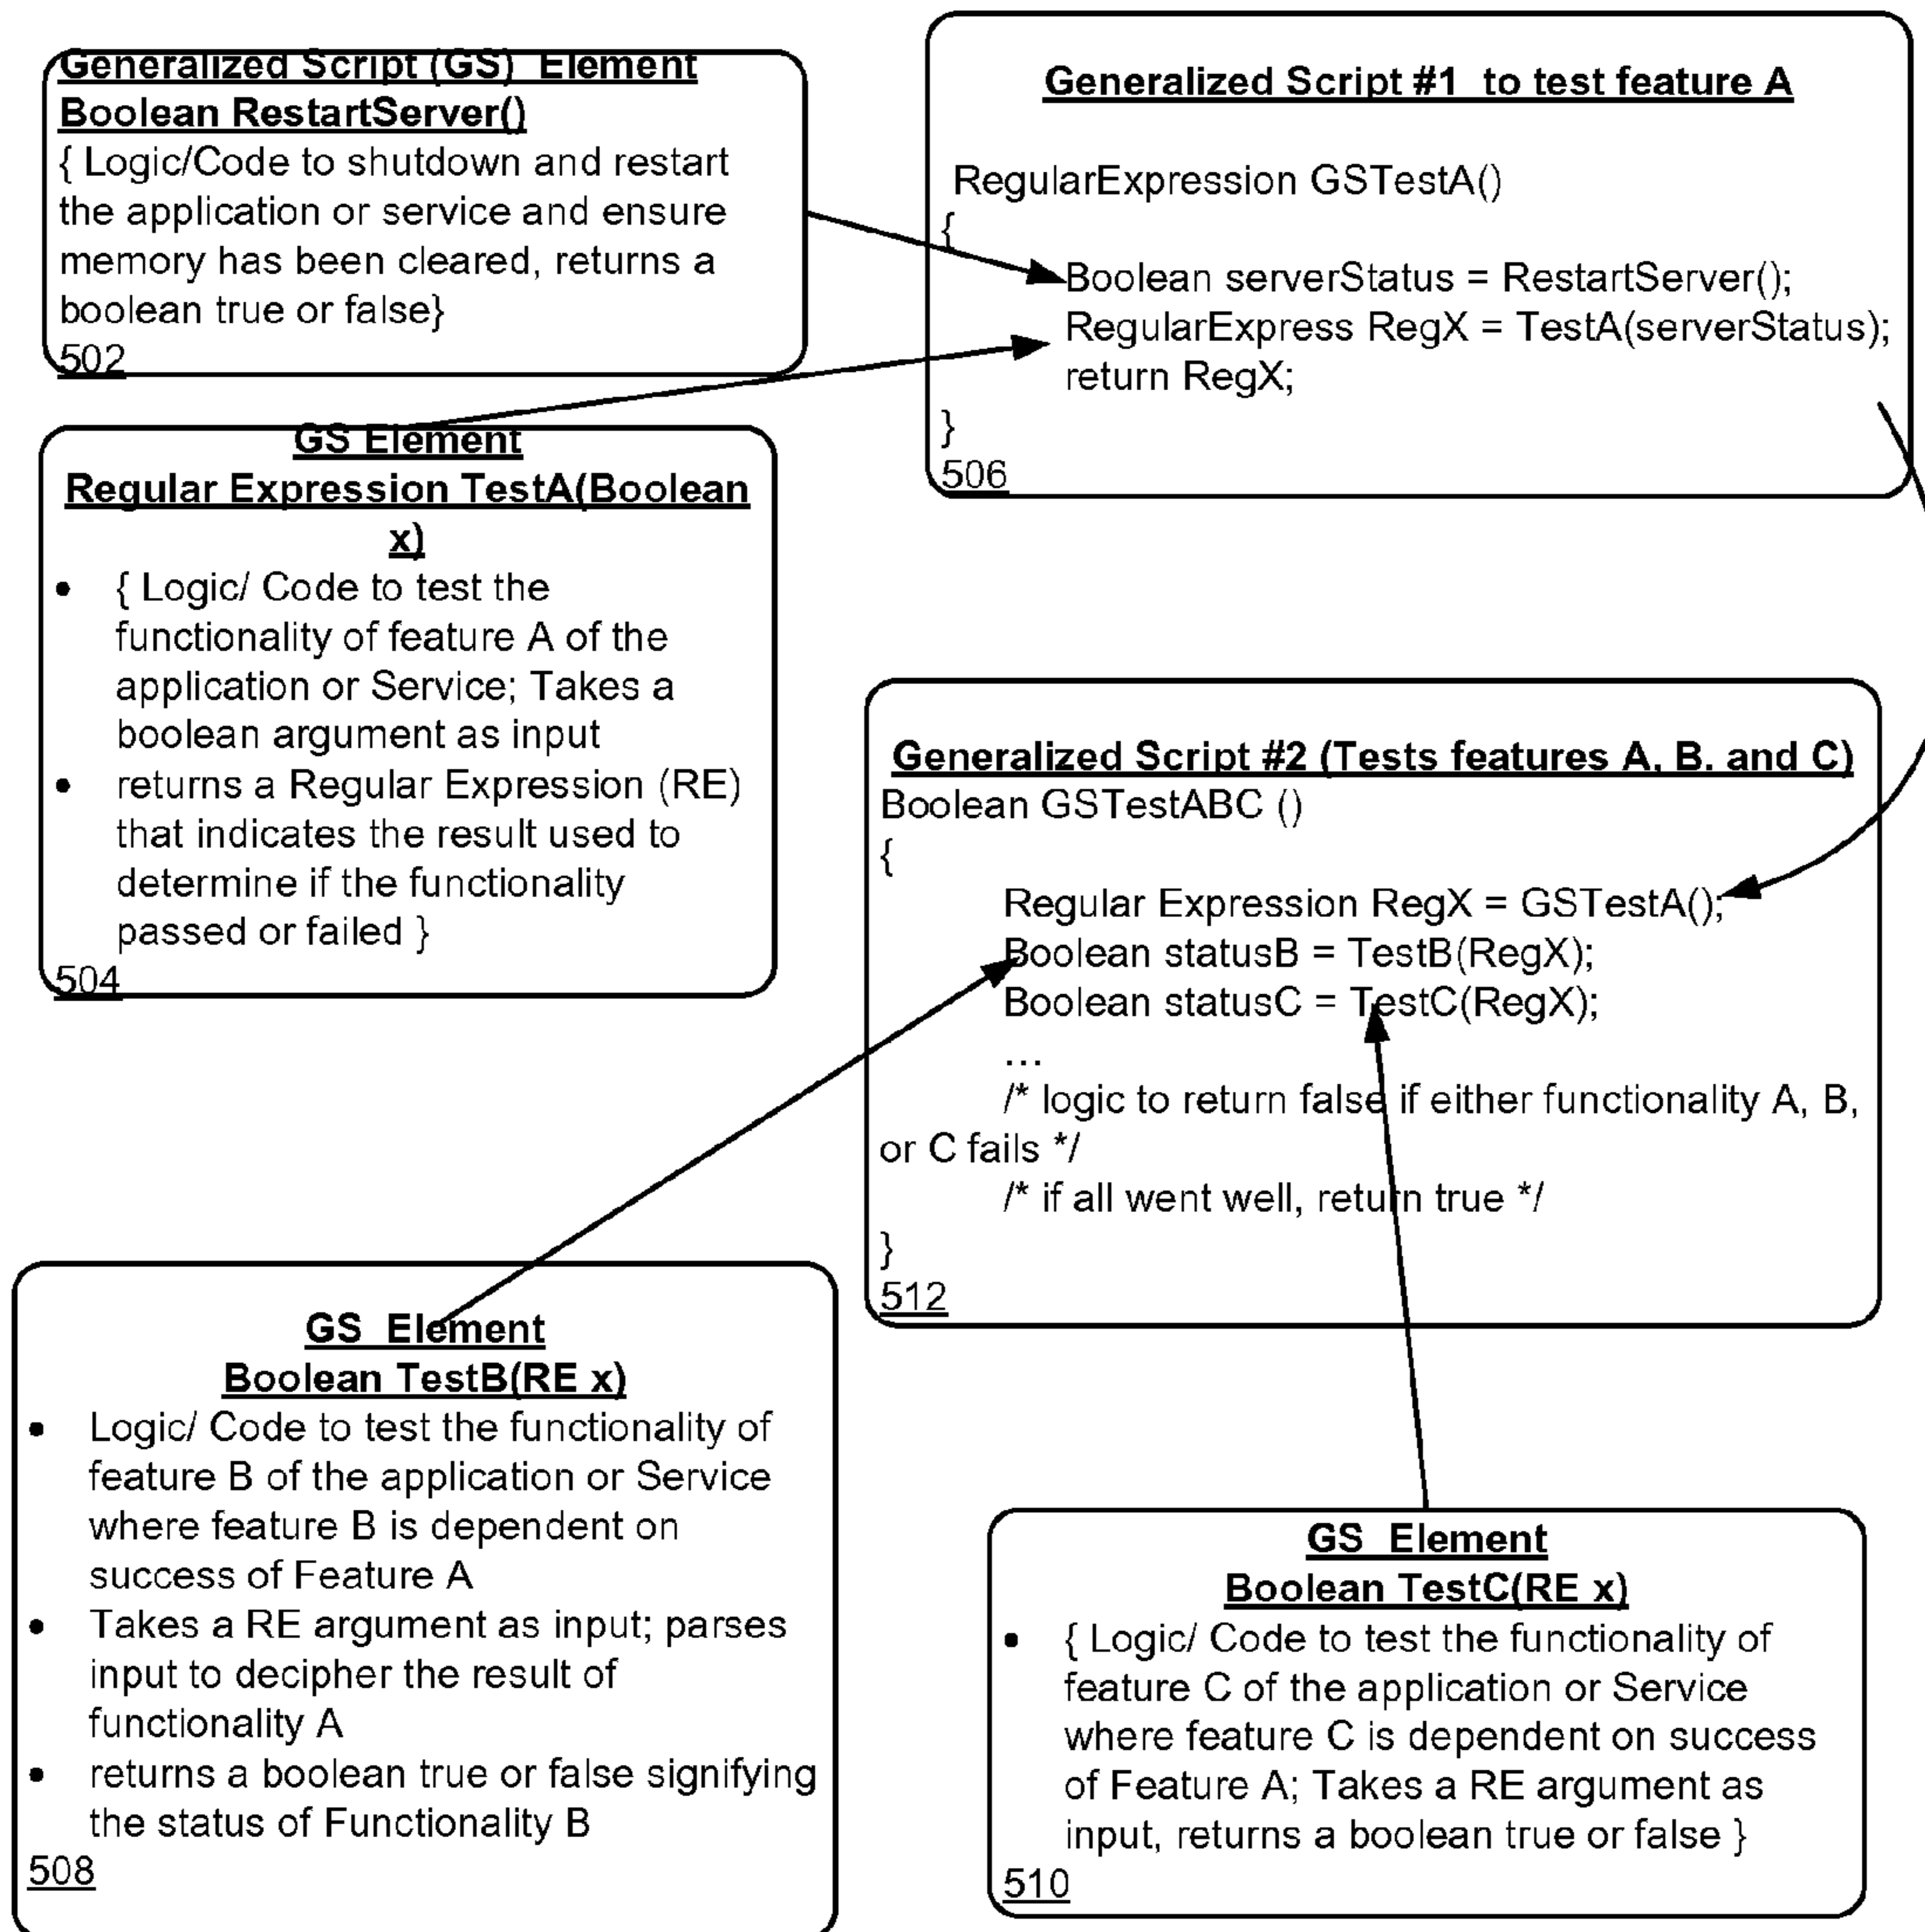 Generalized Script (GS)  Element
Boolean RestartServer()
{ Logic/Code to shutdown and restart
the application or service and ensure
memory has been cleared, returns a
boolean true or false}
502
Generalized Script #1  to test feature A
RegularExpression GSTestA()
{
Boolean serverStatus = RestartServer();
RegularExpress RegX = TestA(serverStatus);
return RegX;
}
506
GS Element
Regular Expression TestA(Boolean
x)
• { Logic/ Code to test the
functionality of feature A of the
application or Service; Takes a
boolean argument as input
• returns a Regular Expression (RE)
that indicates the result used to
determine if the functionality
passed or failed }
504
Generalized Script #2 (Tests features A, B, and C)
Boolean GSTestABC ()
{
Regular Expression RegX = GSTestA();
Boolean statusB = TestB(RegX);
Boolean statusC = TestC(RegX);
...
/* logic to return false if either functionality A, B,
or C fails */
/* if all went well, return true */
}
512
GS  Element
Boolean TestB(RE x)
• Logic/ Code to test the functionality of
feature B of the application or Service
where feature B is dependent on
success of Feature A
• Takes a RE argument as input; parses
input to decipher the result of
functionality A
• returns a boolean true or false signifying
the status of Functionality B
508
GS  Element
Boolean TestC(RE x)
• { Logic/ Code to test the functionality of
feature C of the application or Service
where feature C is dependent on success
of Feature A; Takes a RE argument as
input, returns a boolean true or false }
510